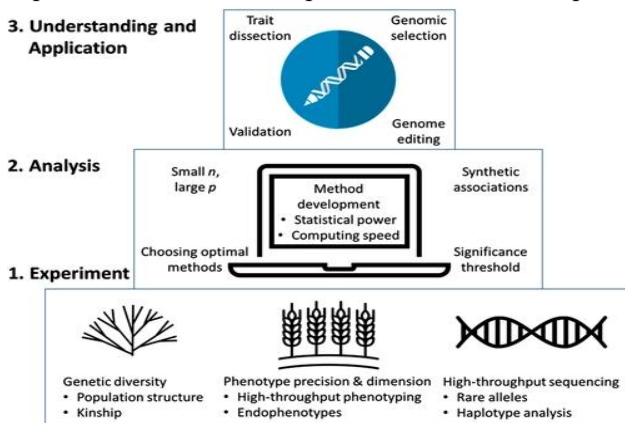 3. Understanding and
Application
Trait
dissection
Genomic
selection
Validation
Genome
editing
2. Analysis
Small n,
large p
Method
development
• Statistical power
• Computing speed
Synthetic
associations
Choosing optimal
methods
Significance
threshold
1. Experiment
Genetic diversity
• Population structure
• Kinship
Phenotype precision & dimension
• High-throughput phenotyping
• Endophenotypes
High-throughput sequencing
• Rare alleles
• Haplotype analysis